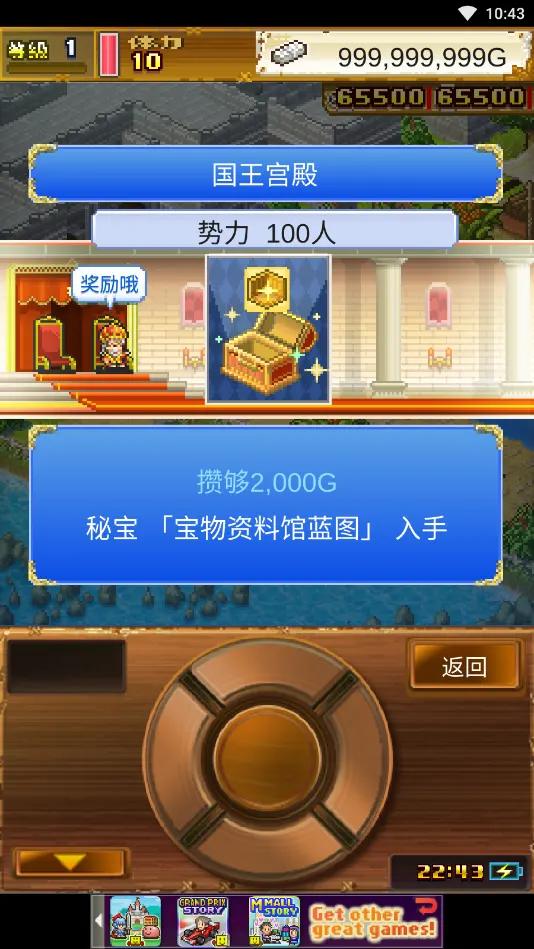 10:43
等级 1
体力 10
999,999,999G
65500 65500
国王宫殿
势力 100人
奖励哦
攒够2,000G
秘宝 「宝物资料馆蓝图」 入手
返回
22:43
GRAND PRIX STORY
MALL STORY
Get other great games!